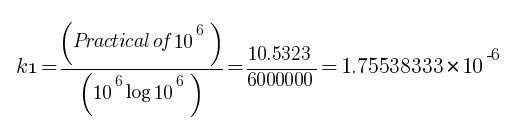 k1 = (Practical of 10^6) / (10^6 log 10^6) = 10.5323 / 6000000 = 1.75538333 × 10^-6